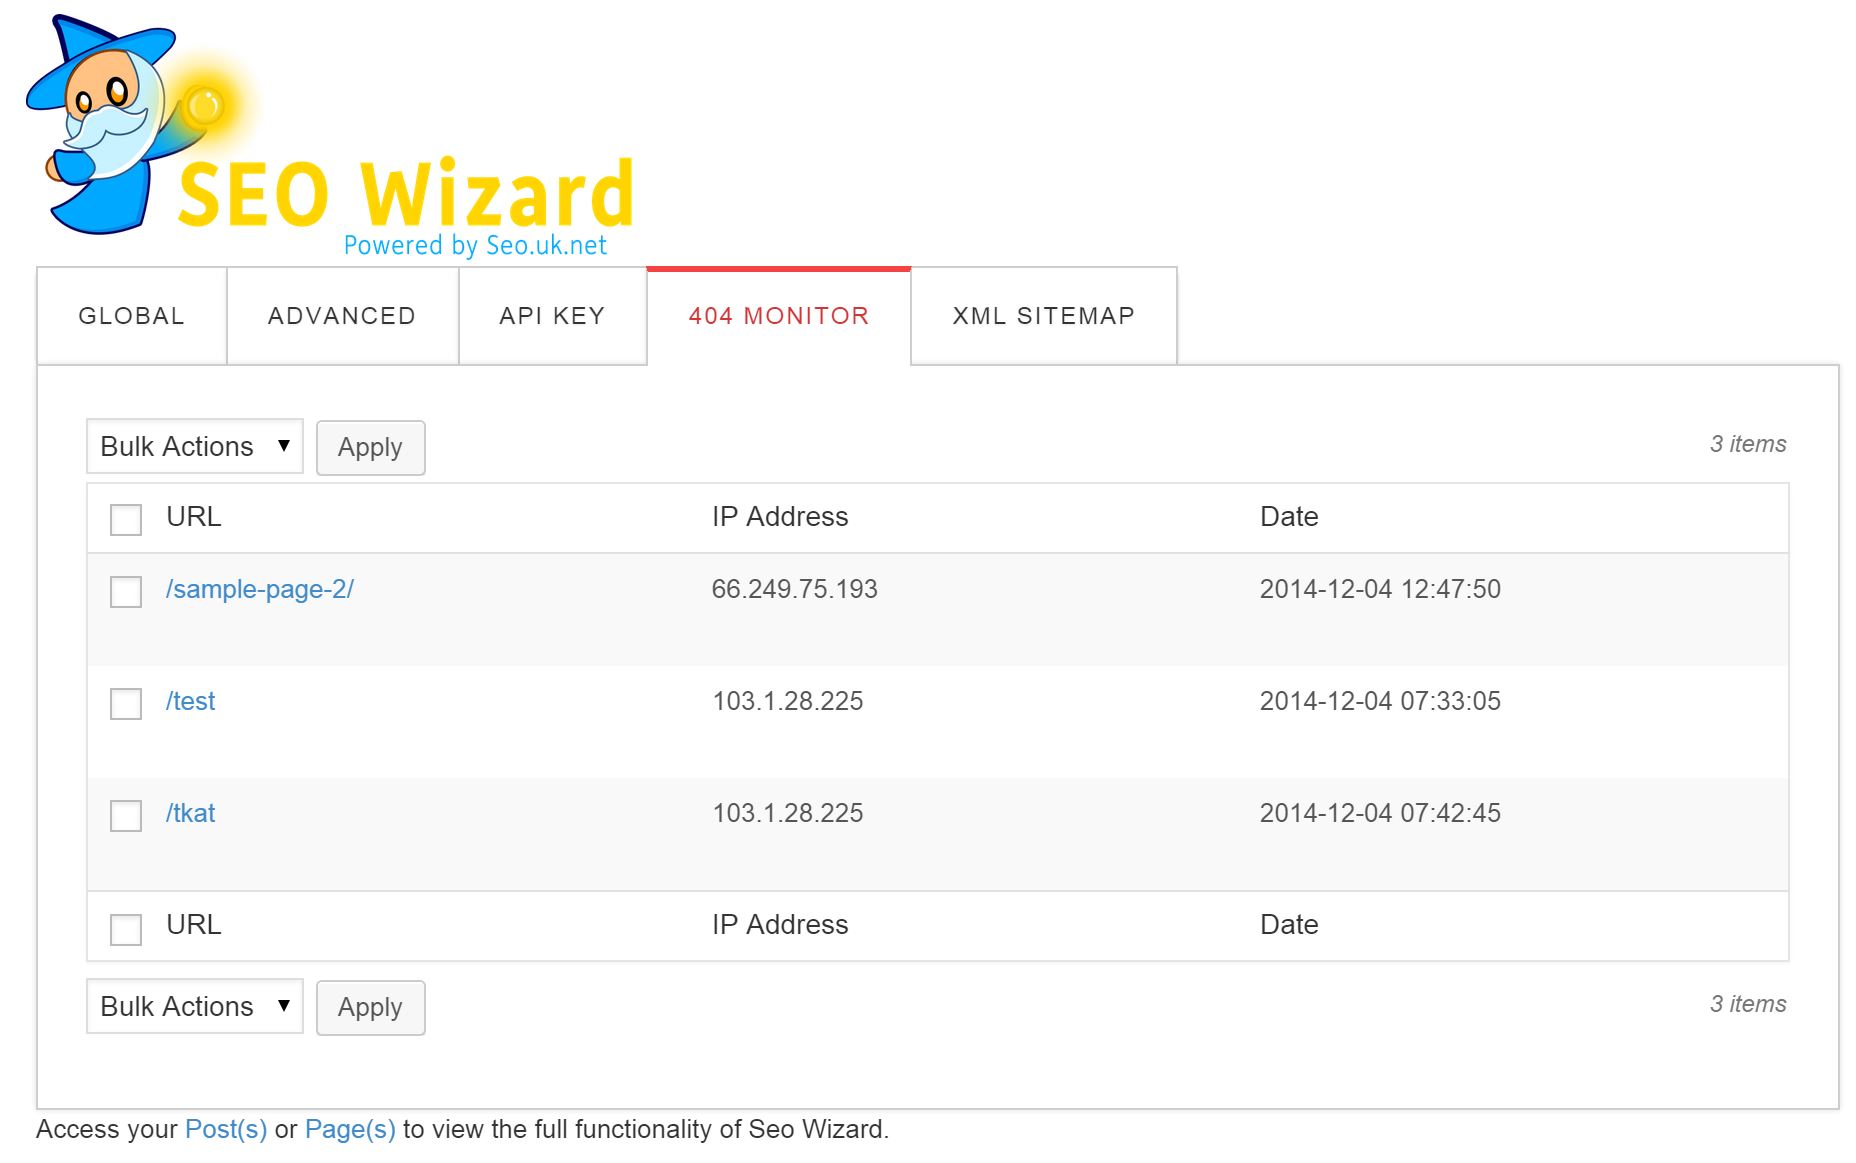 SEO Wizard
Powered by Seo.uk.net
GLOBAL ADVANCED API KEY 404 MONITOR XML SITEMAP
Bulk Actions Apply 3 items
URL IP Address Date
/sample-page-2/ 66.249.75.193 2014-12-04 12:47:50
/test 103.1.28.225 2014-12-04 07:33:05
/tkat 103.1.28.225 2014-12-04 07:42:45
URL IP Address Date
Bulk Actions Apply 3 items
Access your Post(s) or Page(s) to view the full functionality of Seo Wizard.